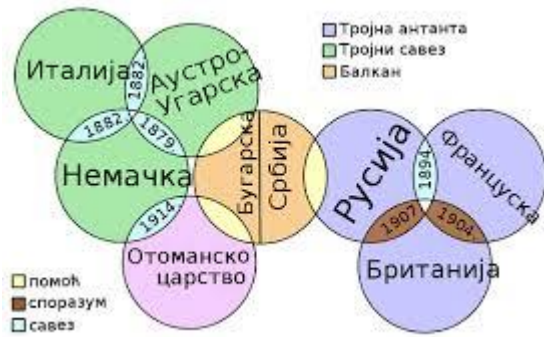 Италија
1882
Аустро-
Угарска
1882
1879
Немачка
1914
Отоманско
царство
Бугарска
Србија
Русија
1894
Француска
1907
1904
Британија
Тројна антанта
Тројни савез
Балкан
помоћ
споразум
савез